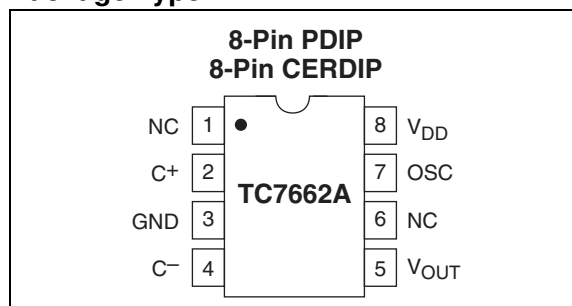 8-Pin PDIP
8-Pin CERDIP
NC 1 8 VDD
C+ 2 7 OSC
TC7662A
GND 3 6 NC
C– 4 5 VOUT